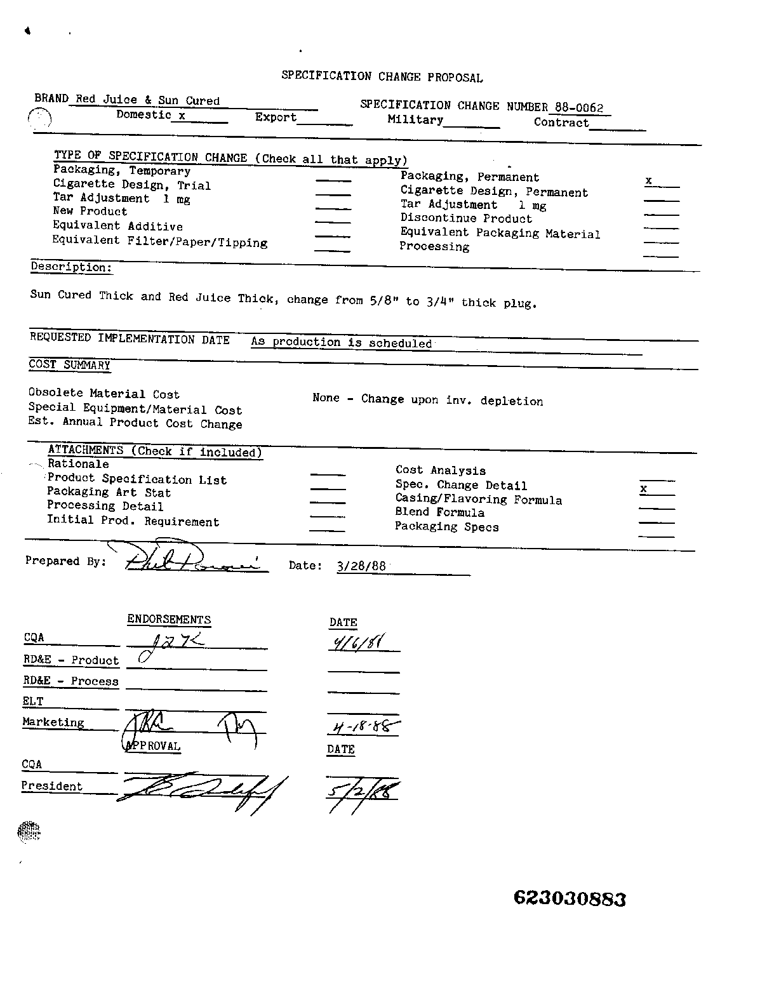 SPECIFICATION CHANGE PROPOSAL
BRAND Red Juice & Sun Cured SPECIFICATION CHANGE NUMBER 88-0062
Domestic x Export Military Contract
TYPE OF SPECIFICATION CHANGE (Check all that apply)
Packaging, Temporary Packaging, Permanent x
Cigarette Design, Trial Cigarette Design, Permanent
Tar Adjustment 1 mg Tar Adjustment 1 mg
New Product Discontinue Product
Equivalent Additive Equivalent Packaging Material
Equivalent Filter/Paper/Tipping Processing
Description:
Sun Cured Thick and Red Juice Thick, change from 5/8" to 3/4" thick plug.
REQUESTED IMPLEMENTATION DATE As production is scheduled
COST SUMMARY
Obsolete Material Cost None - Change upon inv. depletion
Special Equipment/Material Cost
Est. Annual Product Cost Change
ATTACHMENTS (Check if included)
Rationale Cost Analysis
Product Specification List Spec. Change Detail x
Packaging Art Stat Casing/Flavoring Formula
Processing Detail Blend Formula
Initial Prod. Requirement Packaging Specs
Prepared By: Date: 3/28/88
ENDORSEMENTS DATE
CQA
RD&E - Product
RD&E - Process
ELT
Marketing 4-18-88
APPROVAL DATE
CQA
President 5/2/88
623030883